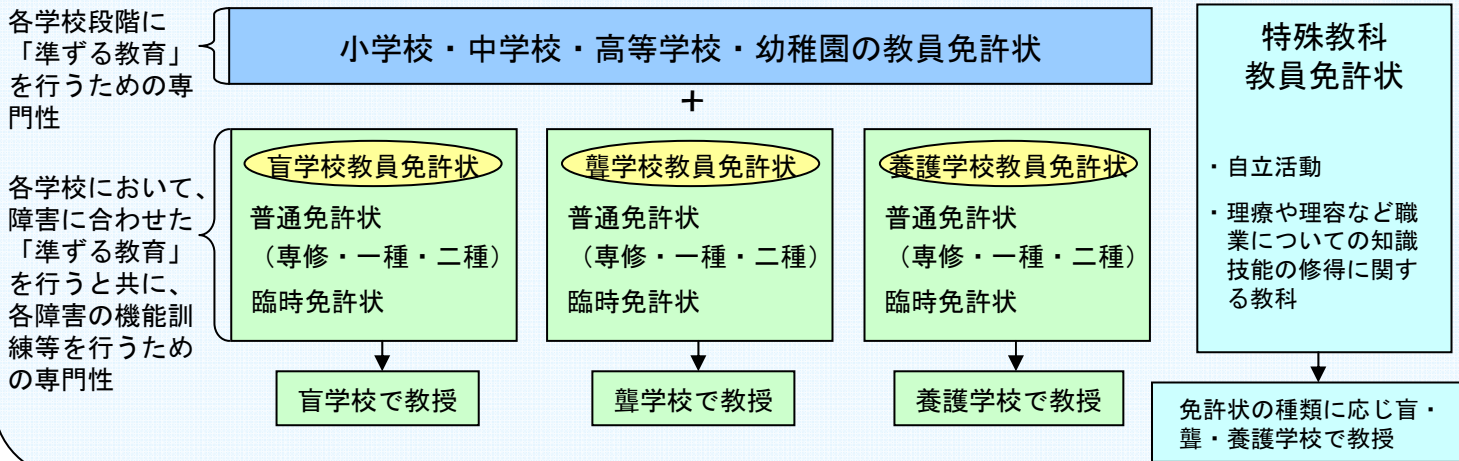 各学校段階に
「準ずる教育」
を行うための専
門性
小学校・中学校・高等学校・幼稚園の教員免許状
+
各学校において、
障害に合わせた
「準ずる教育」
を行うと共に、
各障害の機能訓
練等を行うため
の専門性
盲学校教員免許状
普通免許状
（専修・一種・二種）
臨時免許状
盲学校で教授
聾学校教員免許状
普通免許状
（専修・一種・二種）
臨時免許状
聾学校で教授
養護学校教員免許状
普通免許状
（専修・一種・二種）
臨時免許状
養護学校で教授
特殊教科
教員免許状
・自立活動
・理療や理容など職
業についての知識
技能の修得に関す
る教科
免許状の種類に応じ盲・
聾・養護学校で教授